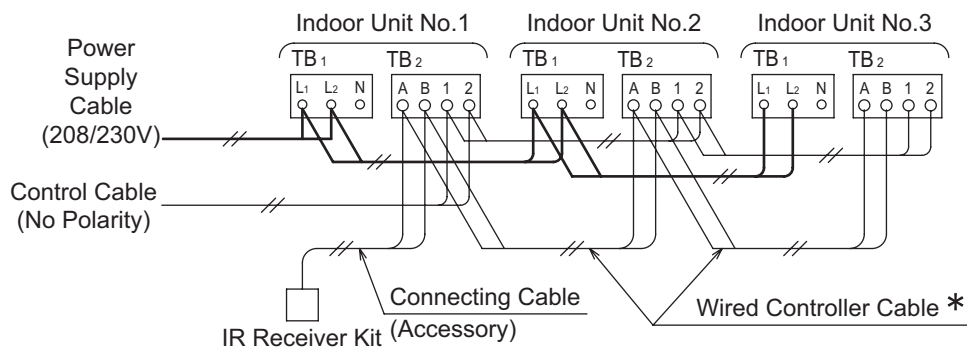 Indoor Unit No.1 Indoor Unit No.2 Indoor Unit No.3
Power
Supply
Cable
(208/230V)
TB1 TB2 TB1 TB2 TB1 TB2
L1 L2 N A B 1 2 L1 L2 N A B 1 2 L1 L2 N A B 1 2
Control Cable
(No Polarity)
Connecting Cable
(Accessory)
Wired Controller Cable *
IR Receiver Kit